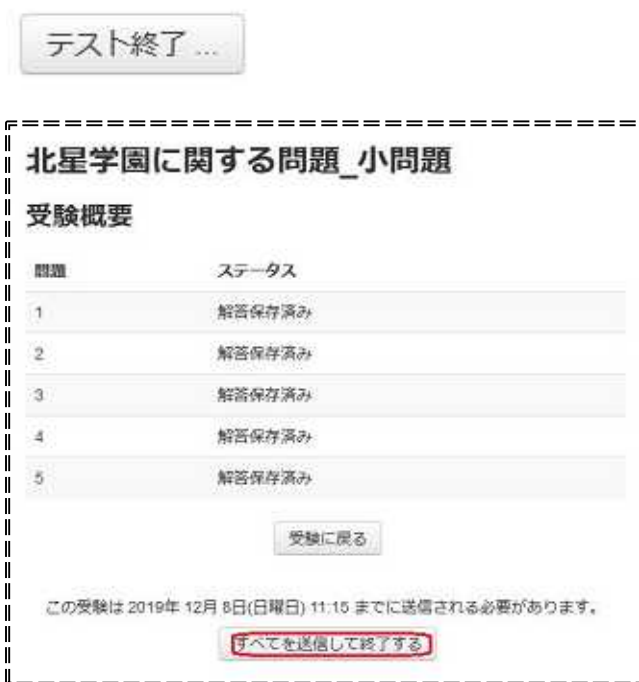 テスト終了 ...
北星学園に関する問題_小問題
受験概要
問題 ステータス
1 解答保存済み
2 解答保存済み
3 解答保存済み
4 解答保存済み
5 解答保存済み
受験に戻る
この受験は 2019年 12月 8日(日曜日) 11:15 までに送信される必要があります。
すべてを送信して終了する